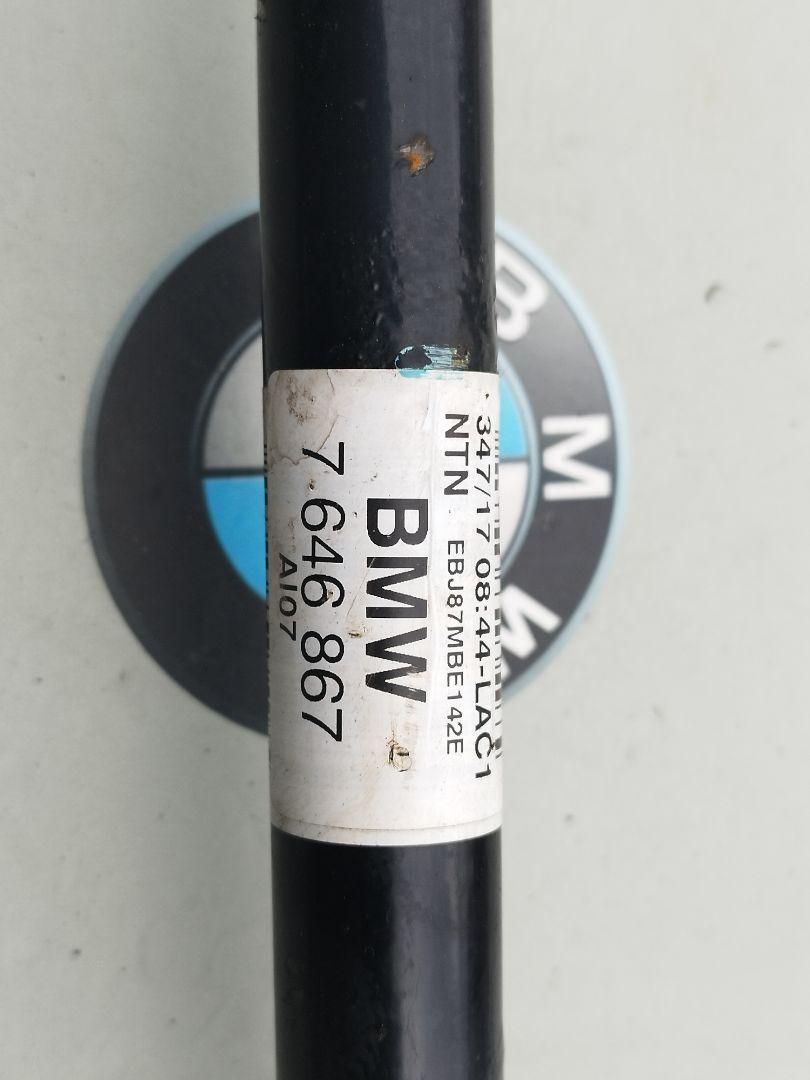 347/17 08:44-LAC1
NTN EBJ87MBE142E
BMW
7 646 867
AI07
B
M
W